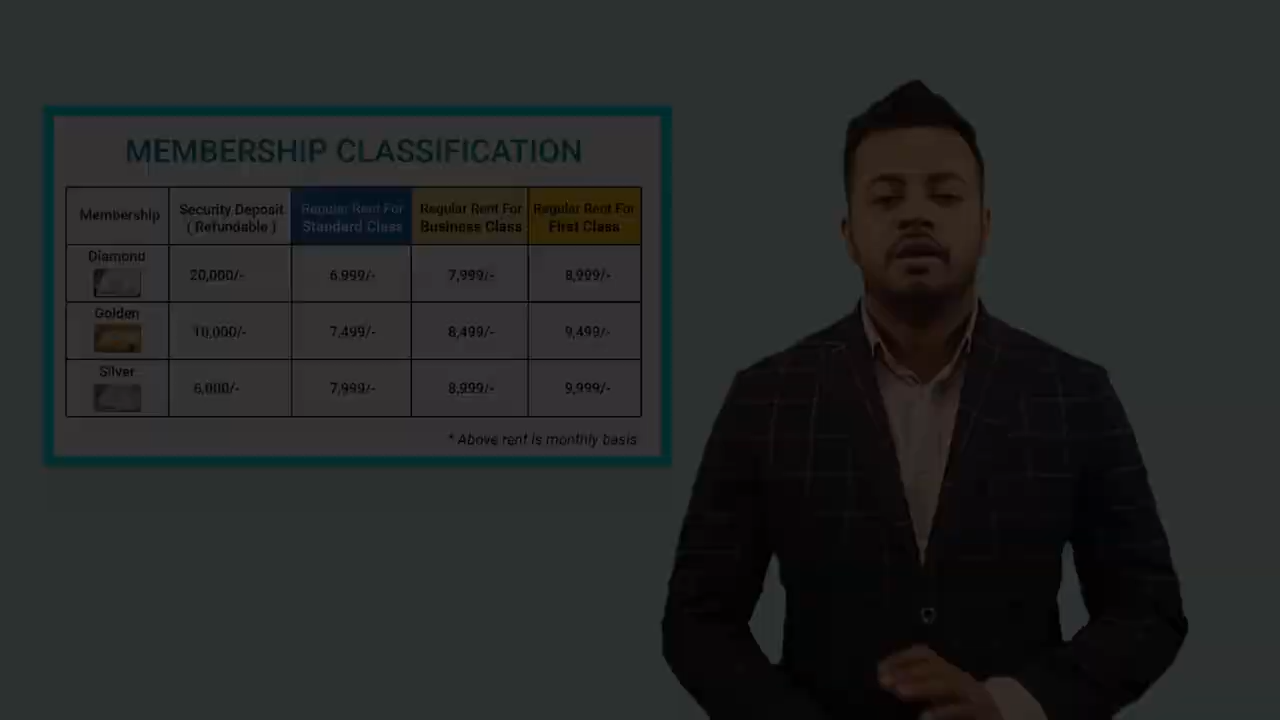 MEMBERSHIP CLASSIFICATION
Membership Security Deposit ( Refundable ) Regular Rent For Standard Class Regular Rent For Business Class Regular Rent For First Class
Diamond 20,000/- 6,999/- 7,999/- 8,999/-
Golden 10,000/- 7,499/- 8,499/- 9,499/-
Silver 6,000/- 7,999/- 8,999/- 9,999/-
* Above rent is monthly basis